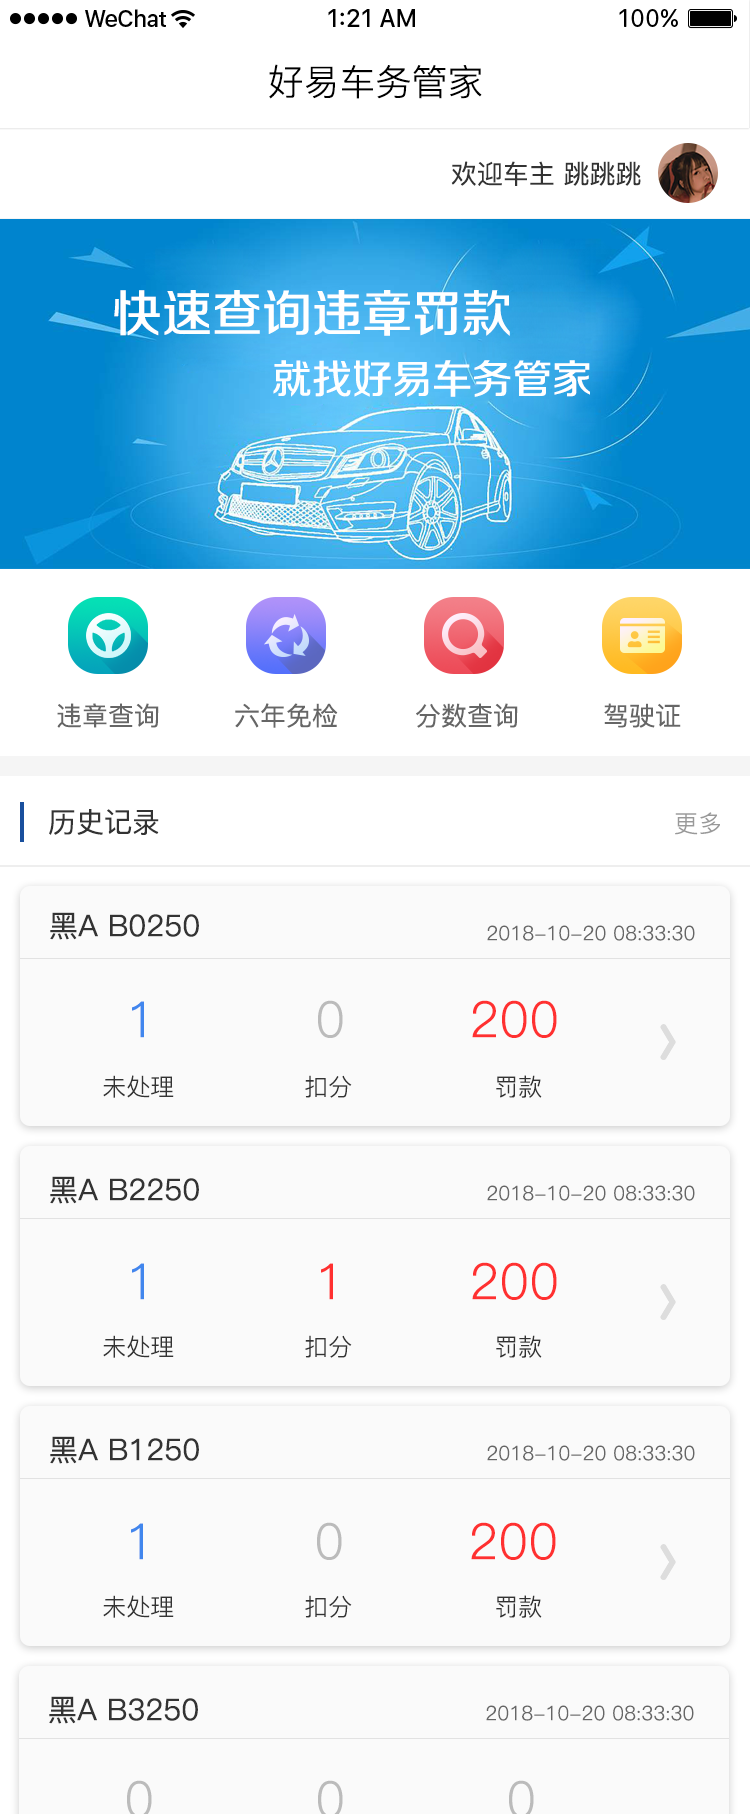 WeChat 1:21 AM 100%
好易车务管家
欢迎车主 跳跳跳
快速查询违章罚款
就找好易车务管家
违章查询 六年免检 分数查询 驾驶证
历史记录 更多
黑A B0250 2018-10-20 08:33:30
1 0 200
未处理 扣分 罚款
黑A B2250 2018-10-20 08:33:30
1 1 200
未处理 扣分 罚款
黑A B1250 2018-10-20 08:33:30
1 0 200
未处理 扣分 罚款
黑A B3250 2018-10-20 08:33:30
0 0 0